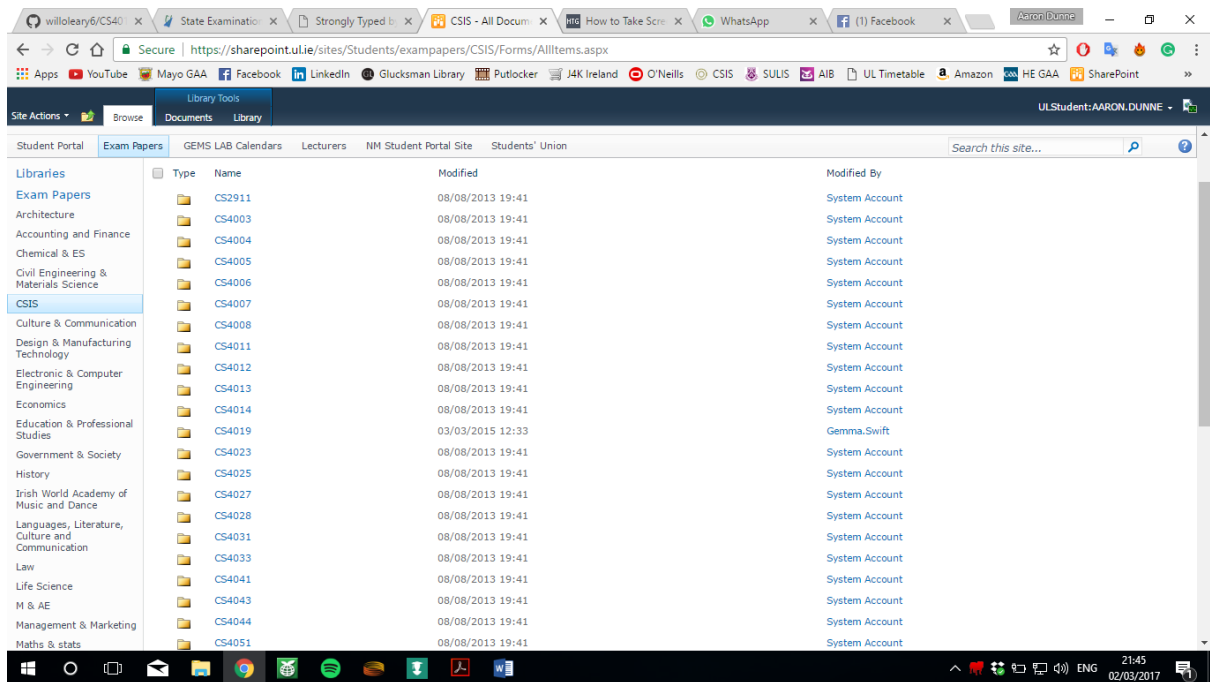 willoleary6/CS401
State Examination
Strongly Typed b
CSIS - All Docum
How to Take Scre
WhatsApp
(1) Facebook
Aaron Dunne
Secure | https://sharepoint.ul.ie/sites/Students/exampapers/CSIS/Forms/AllItems.aspx
Apps YouTube Mayo GAA Facebook LinkedIn Glucksman Library Putlocker J4K Ireland O'Neills CSIS SULIS AIB UL Timetable Amazon HE GAA SharePoint »
Library Tools
Site Actions Browse Documents Library ULStudent:AARON.DUNNE
Student Portal Exam Papers GEMS LAB Calendars Lecturers NM Student Portal Site Students' Union Search this site...
Libraries
Exam Papers
Architecture
Accounting and Finance
Chemical & ES
Civil Engineering &
Materials Science
CSIS
Culture & Communication
Design & Manufacturing
Technology
Electronic & Computer
Engineering
Economics
Education & Professional
Studies
Government & Society
History
Irish World Academy of
Music and Dance
Languages, Literature,
Culture and
Communication
Law
Life Science
M & AE
Management & Marketing
Maths & stats
Type Name Modified Modified By
CS2911 08/08/2013 19:41 System Account
CS4003 08/08/2013 19:41 System Account
CS4004 08/08/2013 19:41 System Account
CS4005 08/08/2013 19:41 System Account
CS4006 08/08/2013 19:41 System Account
CS4007 08/08/2013 19:41 System Account
CS4008 08/08/2013 19:41 System Account
CS4011 08/08/2013 19:41 System Account
CS4012 08/08/2013 19:41 System Account
CS4013 08/08/2013 19:41 System Account
CS4014 08/08/2013 19:41 System Account
CS4019 03/03/2015 12:33 Gemma.Swift
CS4023 08/08/2013 19:41 System Account
CS4025 08/08/2013 19:41 System Account
CS4027 08/08/2013 19:41 System Account
CS4028 08/08/2013 19:41 System Account
CS4031 08/08/2013 19:41 System Account
CS4033 08/08/2013 19:41 System Account
CS4041 08/08/2013 19:41 System Account
CS4043 08/08/2013 19:41 System Account
CS4044 08/08/2013 19:41 System Account
CS4051 08/08/2013 19:41 System Account
ENG
21:45
02/03/2017